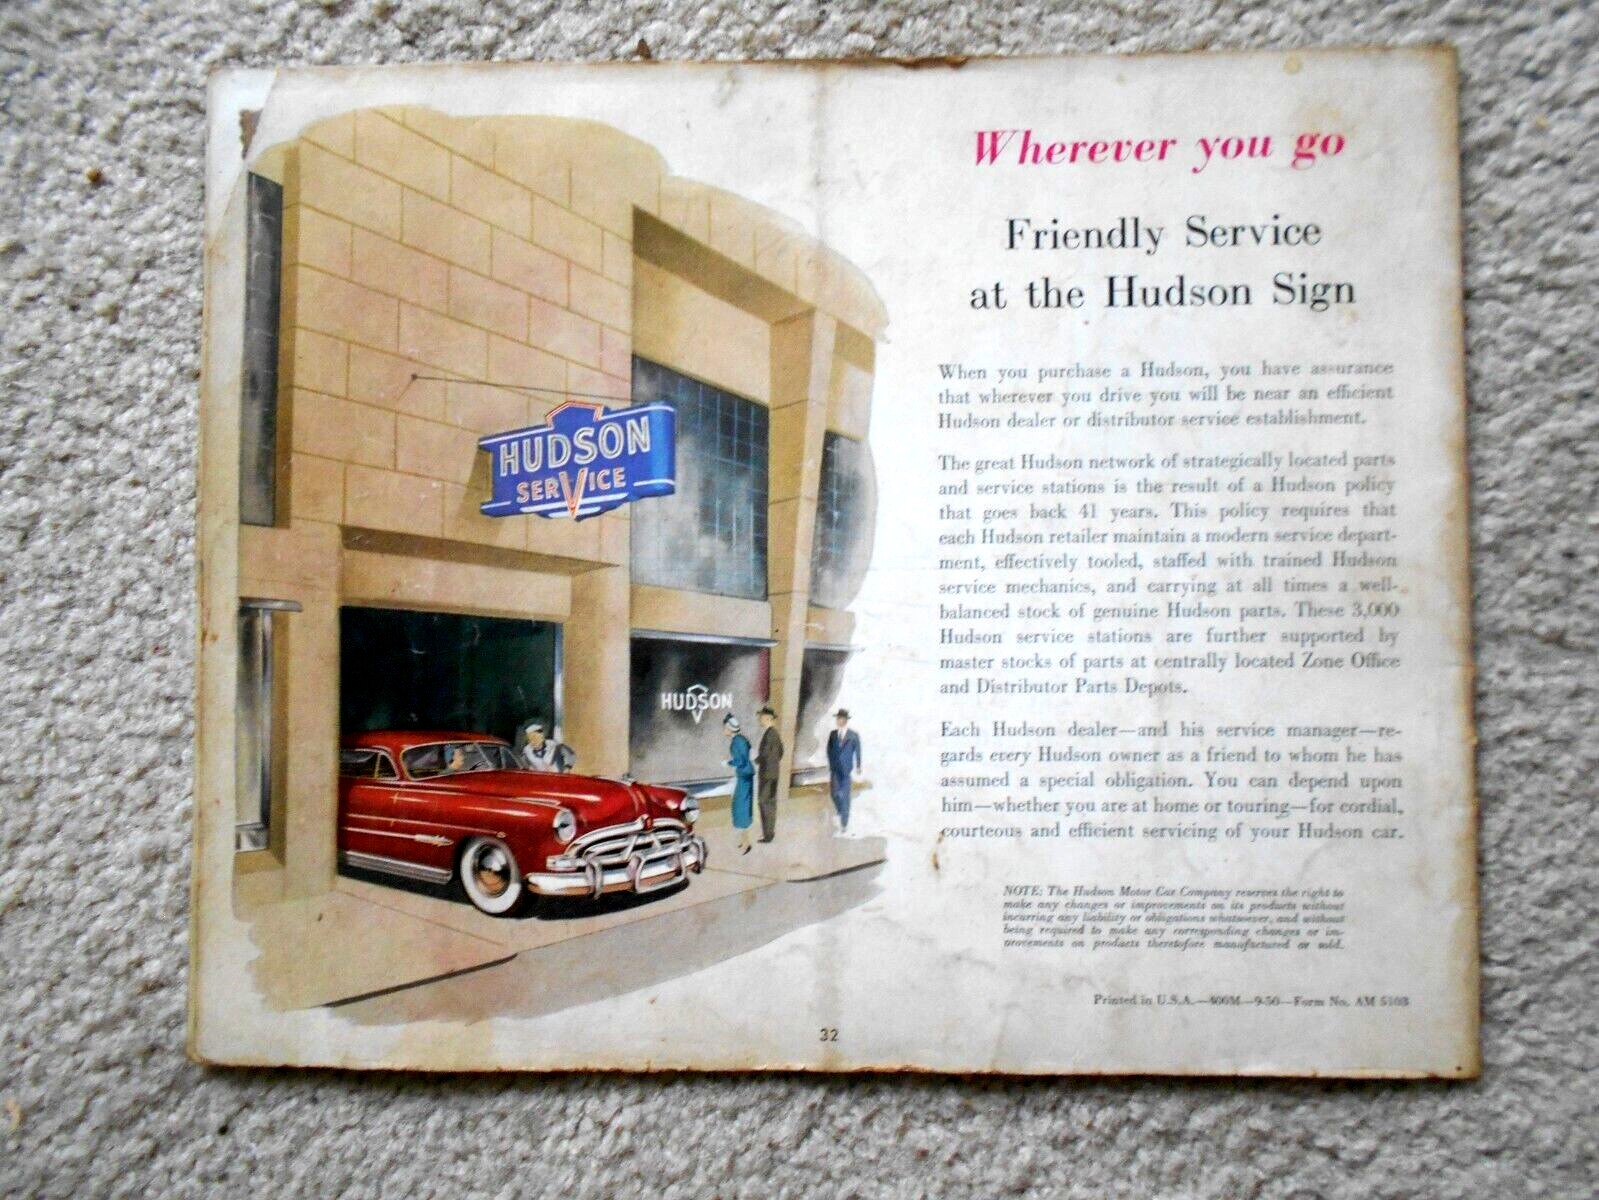 HUDSON
SERVICE
HUDSON
Wherever you go
Friendly Service
at the Hudson Sign
When you purchase a Hudson, you have assurance
that wherever you drive you will be near an efficient
Hudson dealer or distributor service establishment.
The great Hudson network of strategically located parts
and service stations is the result of a Hudson policy
that goes back 41 years. This policy requires that
each Hudson retailer maintain a modern service depart-
ment, effectively tooled, staffed with trained Hudson
service mechanics, and carrying at all times a well-
balanced stock of genuine Hudson parts. These 3,000
Hudson service stations are further supported by
master stocks of parts at centrally located Zone Office
and Distributor Parts Depots.
Each Hudson dealer—and his service manager—re-
gards every Hudson owner as a friend to whom he has
assumed a special obligation. You can depend upon
him—whether you are at home or touring—for cordial,
courteous and efficient servicing of your Hudson car.
NOTE: The Hudson Motor Car Company reserves the right to
make any changes or improvements on its products without
incurring any liability or obligations whatsoever, and without
being required to make any corresponding changes or im-
provements on products theretofore manufactured or sold.
Printed in U.S.A.—400M—9-50—Form No. AM 5103
32